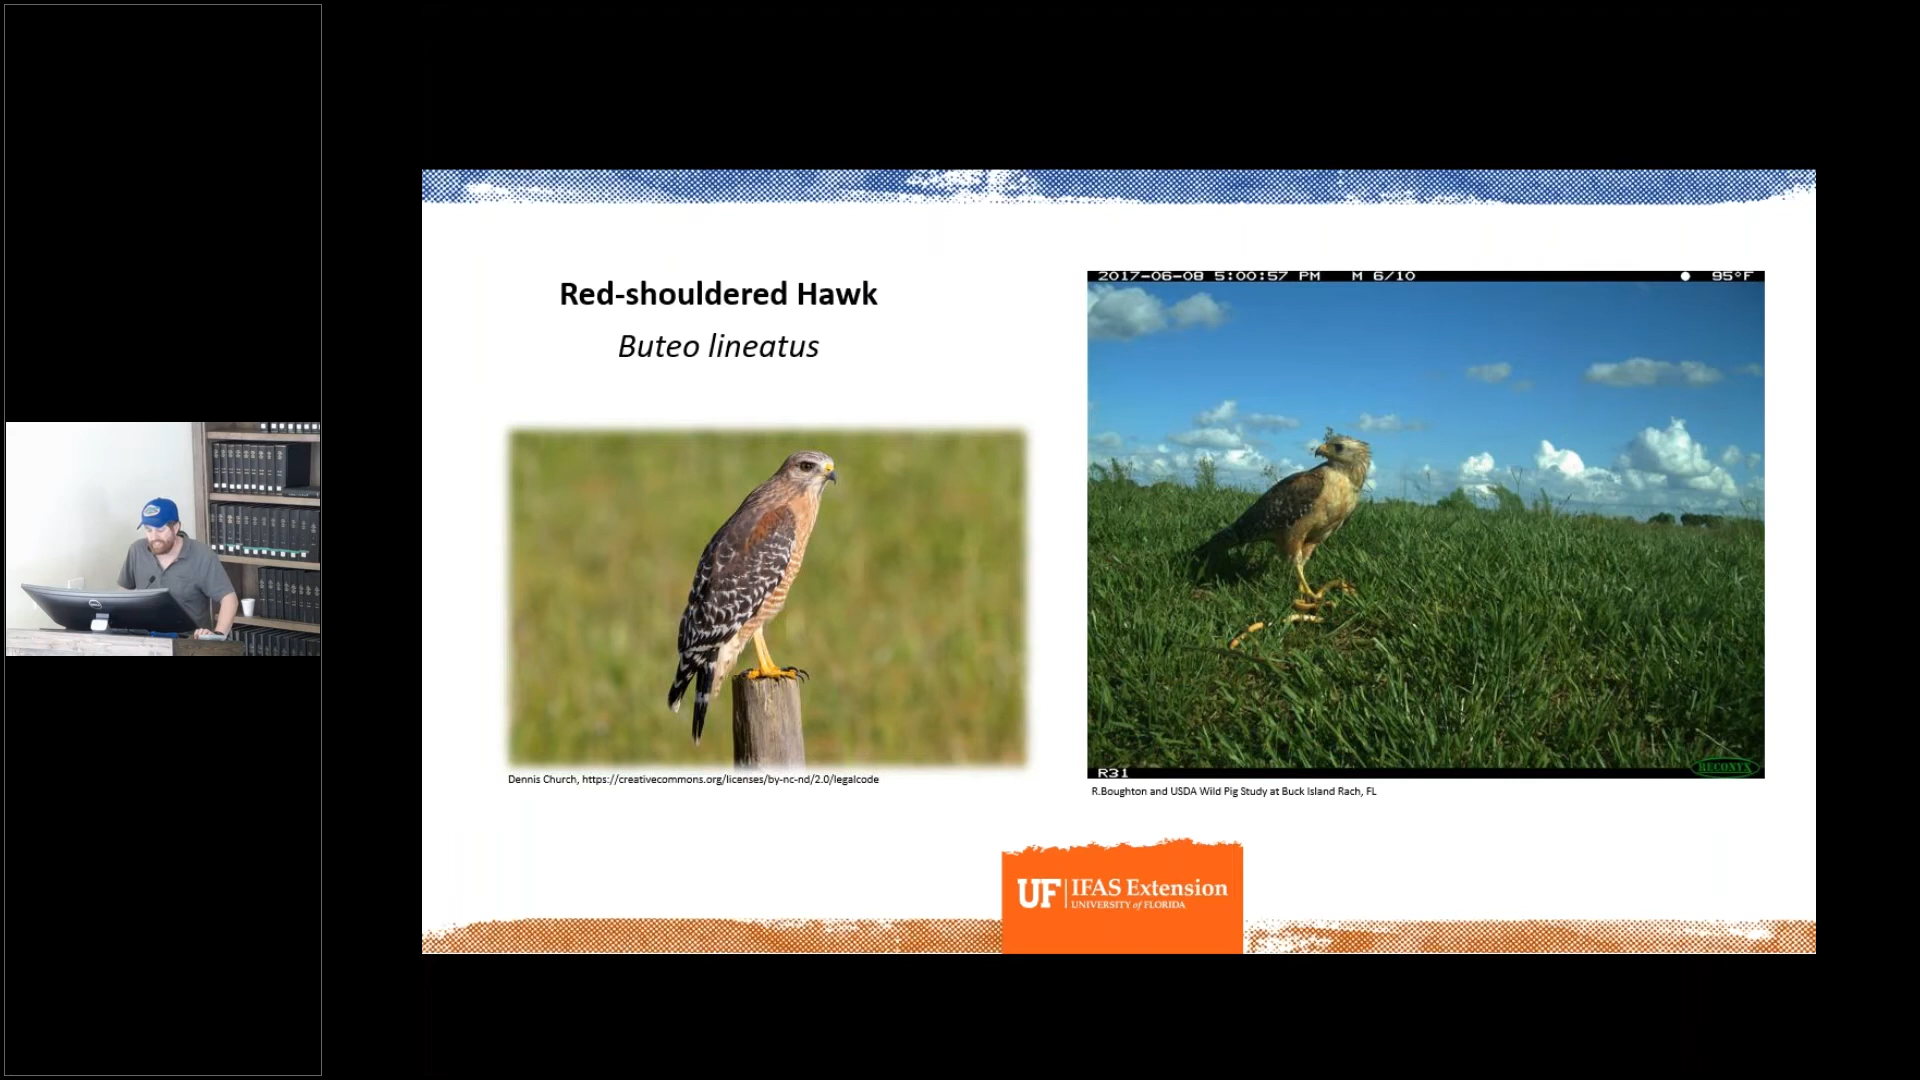 Red-shouldered Hawk
Buteo lineatus
2017-06-08 5:00:57 PM M 6/10 95°F
R31
RECONYX
Dennis Church, https://creativecommons.org/licenses/by-nc-nd/2.0/legalcode
R.Boughton and USDA Wild Pig Study at Buck Island Rach, FL
UF IFAS Extension
UNIVERSITY of FLORIDA